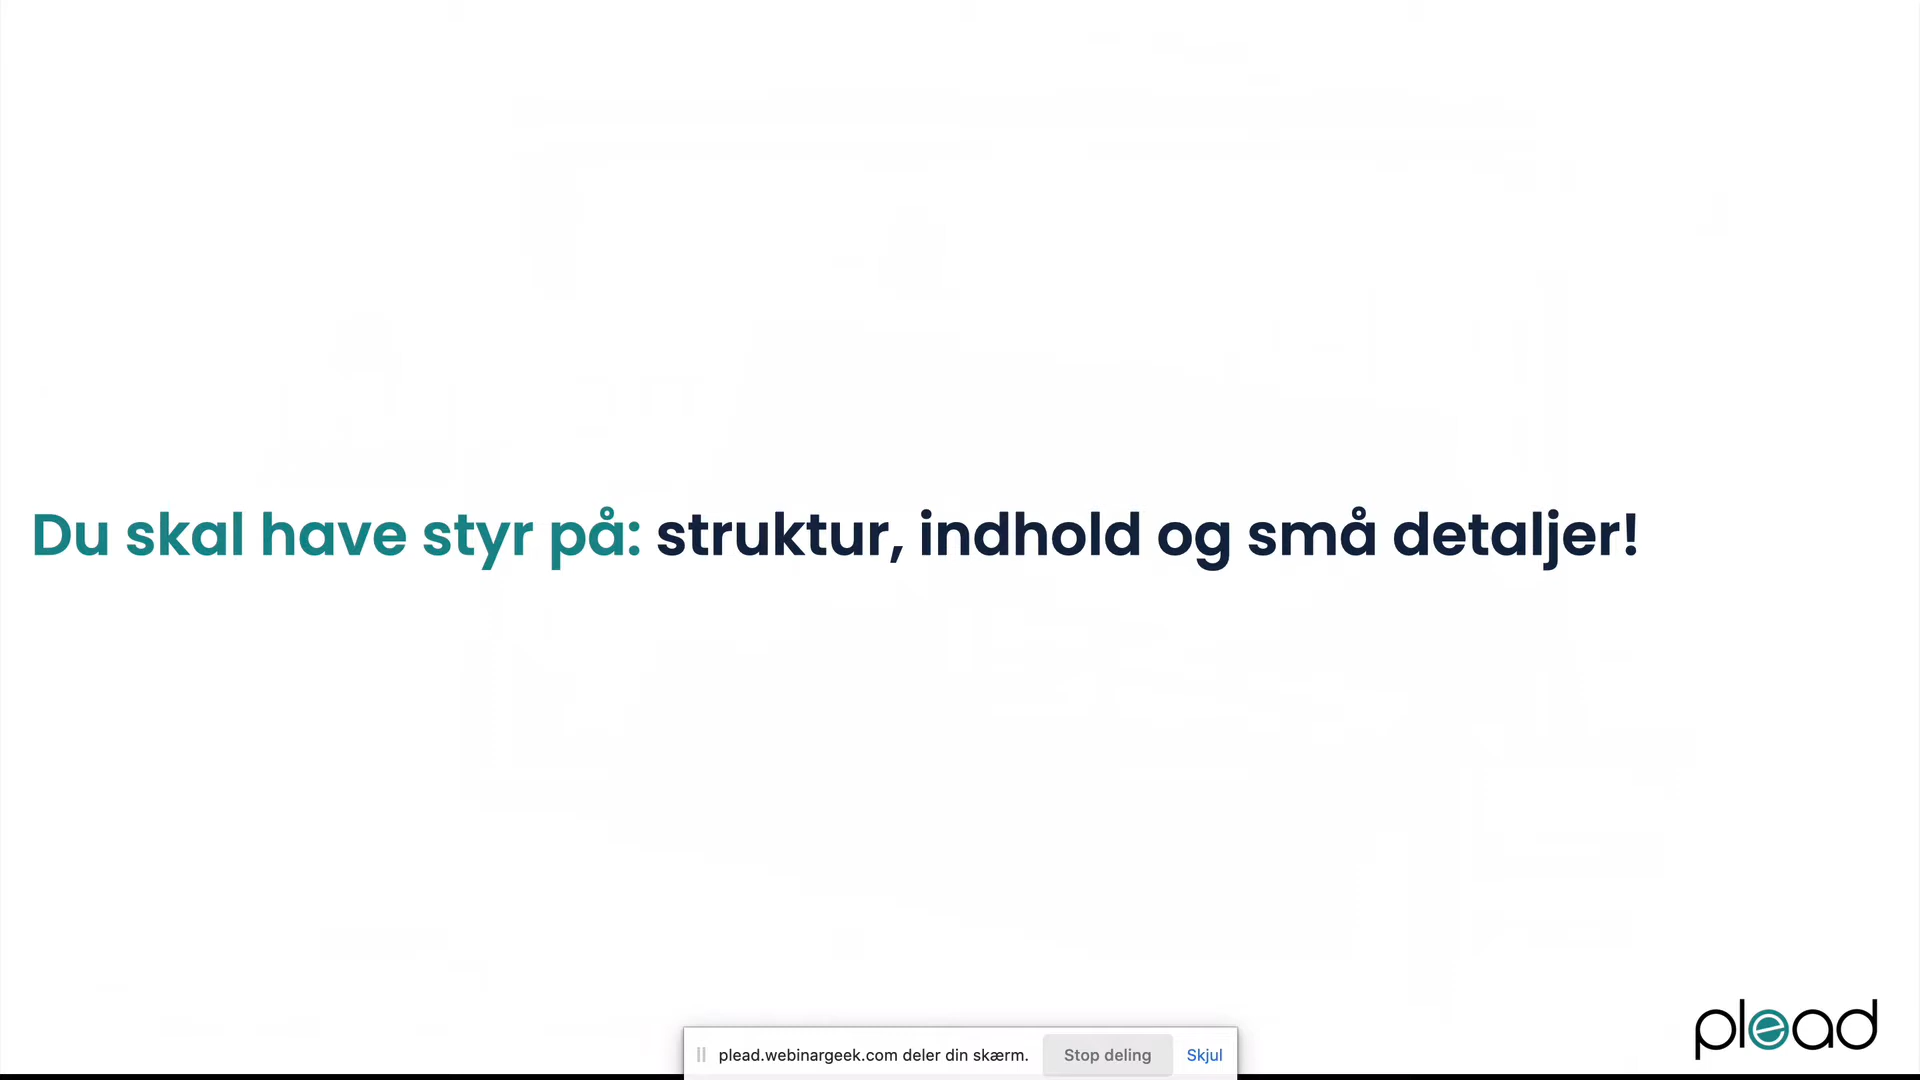 Du skal have styr på: struktur, indhold og små detaljer!
plead
plead.webinargeek.com deler din skærm. Stop deling Skjul